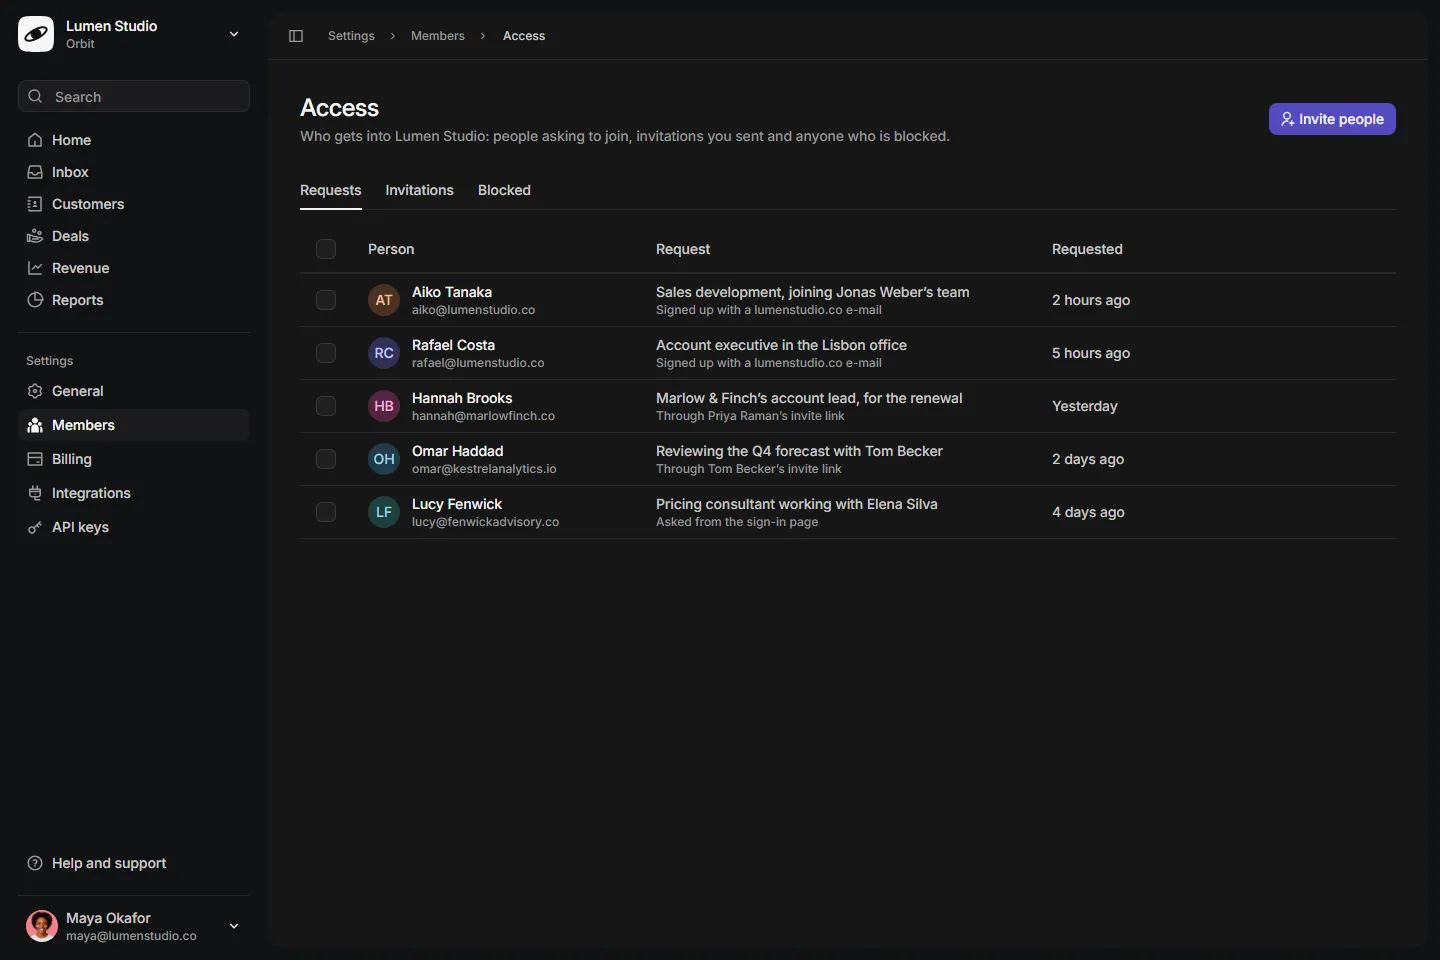 Lumen Studio
Orbit
Search
Home
Inbox
Customers
Deals
Revenue
Reports
Settings
General
Members
Billing
Integrations
API keys
Help and support
Maya Okafor
maya@lumenstudio.co
Settings > Members > Access
Access
Who gets into Lumen Studio: people asking to join, invitations you sent and anyone who is blocked.
Invite people
Requests Invitations Blocked
Person Request Requested
AT Aiko Tanaka Sales development, joining Jonas Weber’s team 2 hours ago
aiko@lumenstudio.co Signed up with a lumenstudio.co e-mail
RC Rafael Costa Account executive in the Lisbon office 5 hours ago
rafael@lumenstudio.co Signed up with a lumenstudio.co e-mail
HB Hannah Brooks Marlow & Finch’s account lead, for the renewal Yesterday
hannah@marlowfinch.co Through Priya Raman’s invite link
OH Omar Haddad Reviewing the Q4 forecast with Tom Becker 2 days ago
omar@kestrelanalytics.io Through Tom Becker’s invite link
LF Lucy Fenwick Pricing consultant working with Elena Silva 4 days ago
lucy@fenwickadvisory.co Asked from the sign-in page